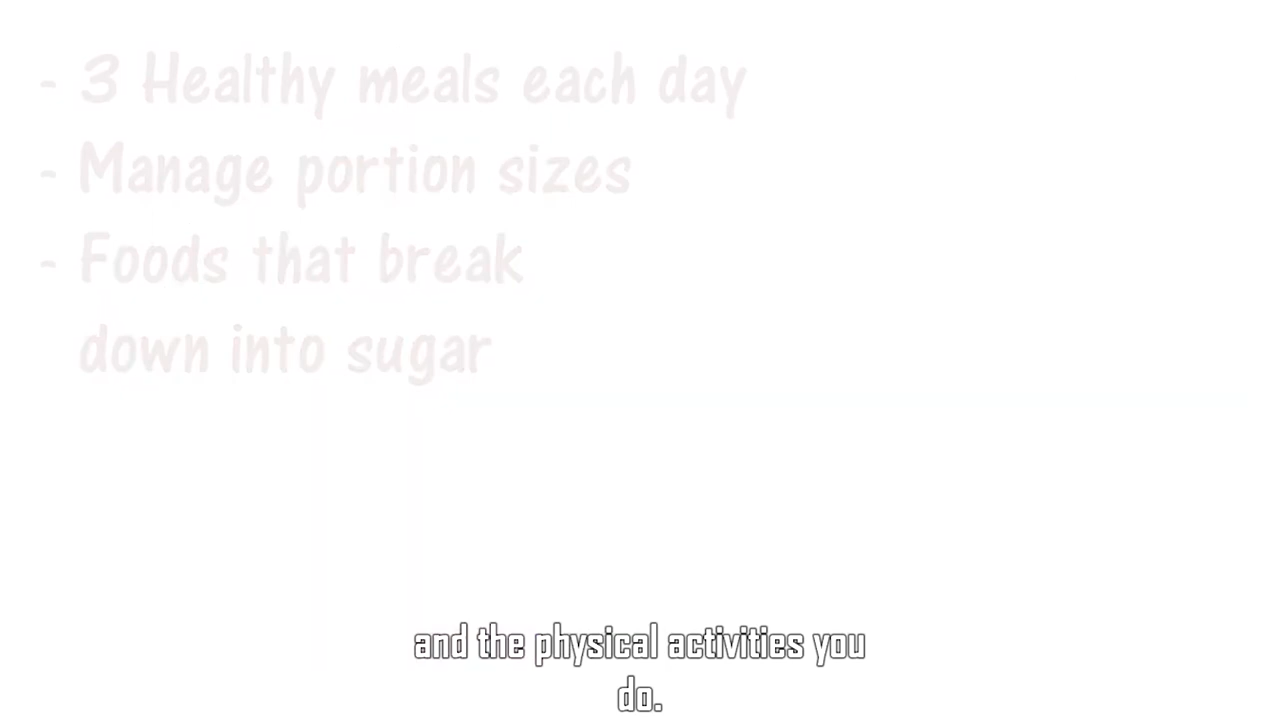 - 3 Healthy meals each day
- Manage portion sizes
- Foods that break
down into sugar
and the physical activities you
do.